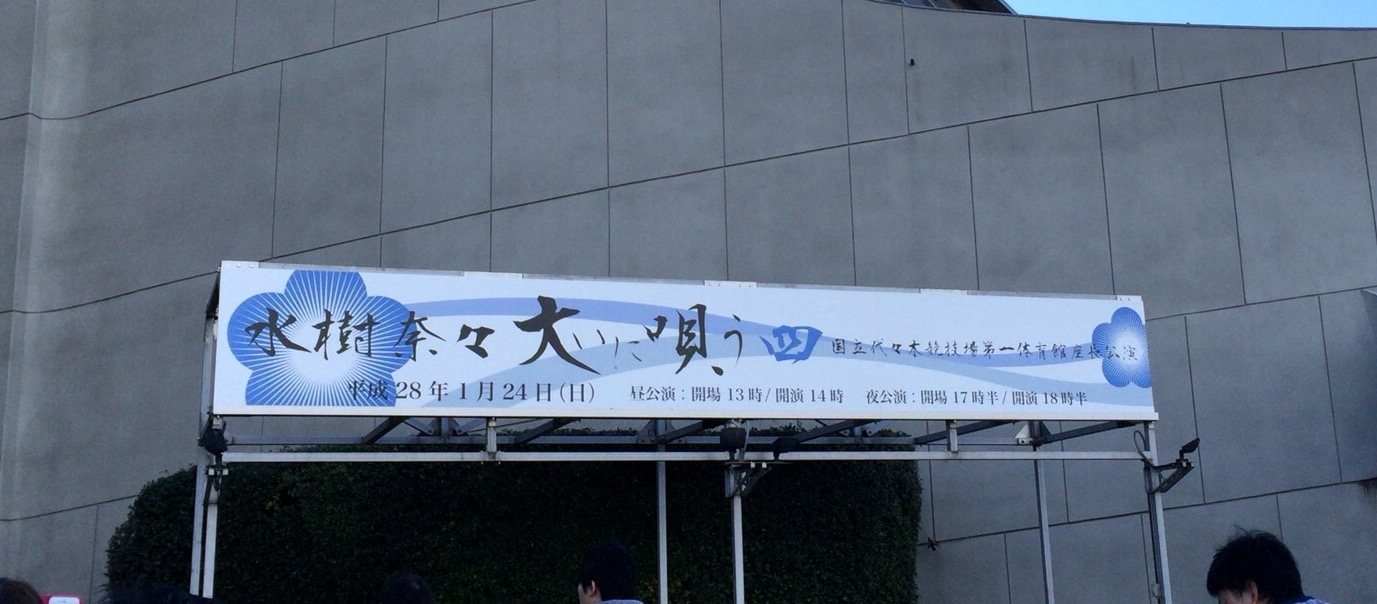 水樹奈々 大いに唄う 四 国立代々木競技場第一体育館座長公演
平成28年1月24日(日) 昼公演:開場13時/開演14時 夜公演:開場17時半/開演18時半